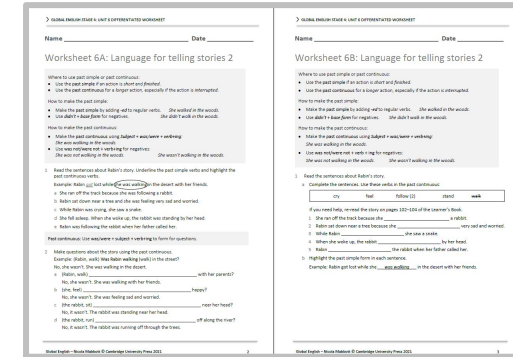 GLOBAL ENGLISH STAGE 4: UNIT 6 DIFFERENTIATED WORKSHEET
Name Date
Worksheet 6A: Language for telling stories 2
Where to use past simple or past continuous:
• Use the past simple if an action is short and finished.
• Use the past continuous for a longer action, especially if the action is interrupted.
How to make the past simple:
• Make the past simple by adding -ed to regular verbs. She walked in the woods.
• Use didn't + base form for negatives. She didn't walk in the woods.
How to make the past continuous:
• Make the past continuous using Subject + was/were + verb+ing:
She was walking in the woods.
• Use was/were not + verb+ing for negatives:
She was not walking in the woods. She wasn't walking in the woods.
1 Read the sentences about Rabin's story. Underline the past simple verbs and highlight the
past continuous verbs.
Example: Rabin got lost while she was walking in the desert with her friends.
a She ran off the track because she was following a rabbit.
b Rabin sat down near a tree and she was feeling very sad and worried.
c While Rabin was crying, she saw a snake.
d She fell asleep. When she woke up, the rabbit was standing by her head.
e Rabin was following the rabbit when her father called her.
Past continuous: Use was/were + subject + verb+ing to form for questions.
2 Make questions about the story using the past continuous.
Example: (Rabin, walk) Was Rabin walking (walk) in the street?
No, she wasn't. She was walking in the desert.
a (Rabin, walk) with her parents?
No, she wasn't. She was walking with her friends.
b (she, feel) happy?
No, she wasn't. She was feeling sad and worried.
c (the rabbit, sit) near her head?
No, it wasn't. The rabbit was standing near her head.
d (the rabbit, run) off along the river?
No, it wasn't. The rabbit was running off through the trees.
Global English – Nicola Mabbott © Cambridge University Press 2021 2
GLOBAL ENGLISH STAGE 4: UNIT 6 DIFFERENTIATED WORKSHEET
Name Date
Worksheet 6B: Language for telling stories 2
Where to use past simple or past continuous:
• Use the past simple if an action is short and finished.
• Use the past continuous for a longer action, especially if the action is interrupted.
How to make the past simple:
• Make the past simple by adding -ed to regular verbs. She walked in the woods.
• Use didn't + base form for negatives. She didn't walk in the woods.
How to make the past continuous:
• Make the past continuous using Subject + was/were + verb+ing:
She was walking in the woods.
• Use was/were not + verb+ing for negatives:
She was not walking in the woods. She wasn't walking in the woods.
1 Read the sentences about Rabin's story.
a Complete the sentences. Use these verbs in the past continuous:
cry feel follow (2) stand walk
If you need help, re-read the story on pages 102–104 of the Learner's Book.
1 She ran off the track because she a rabbit.
2 Rabin sat down near a tree because she very sad and worried.
3 While Rabin , she saw a snake.
4 When she woke up, the rabbit by her head.
5 Rabin the rabbit when her father called her.
b Highlight the past simple form in each sentence.
Example: Rabin got lost while she was walking in the desert with her friends.
Global English – Nicola Mabbott © Cambridge University Press 2021 3